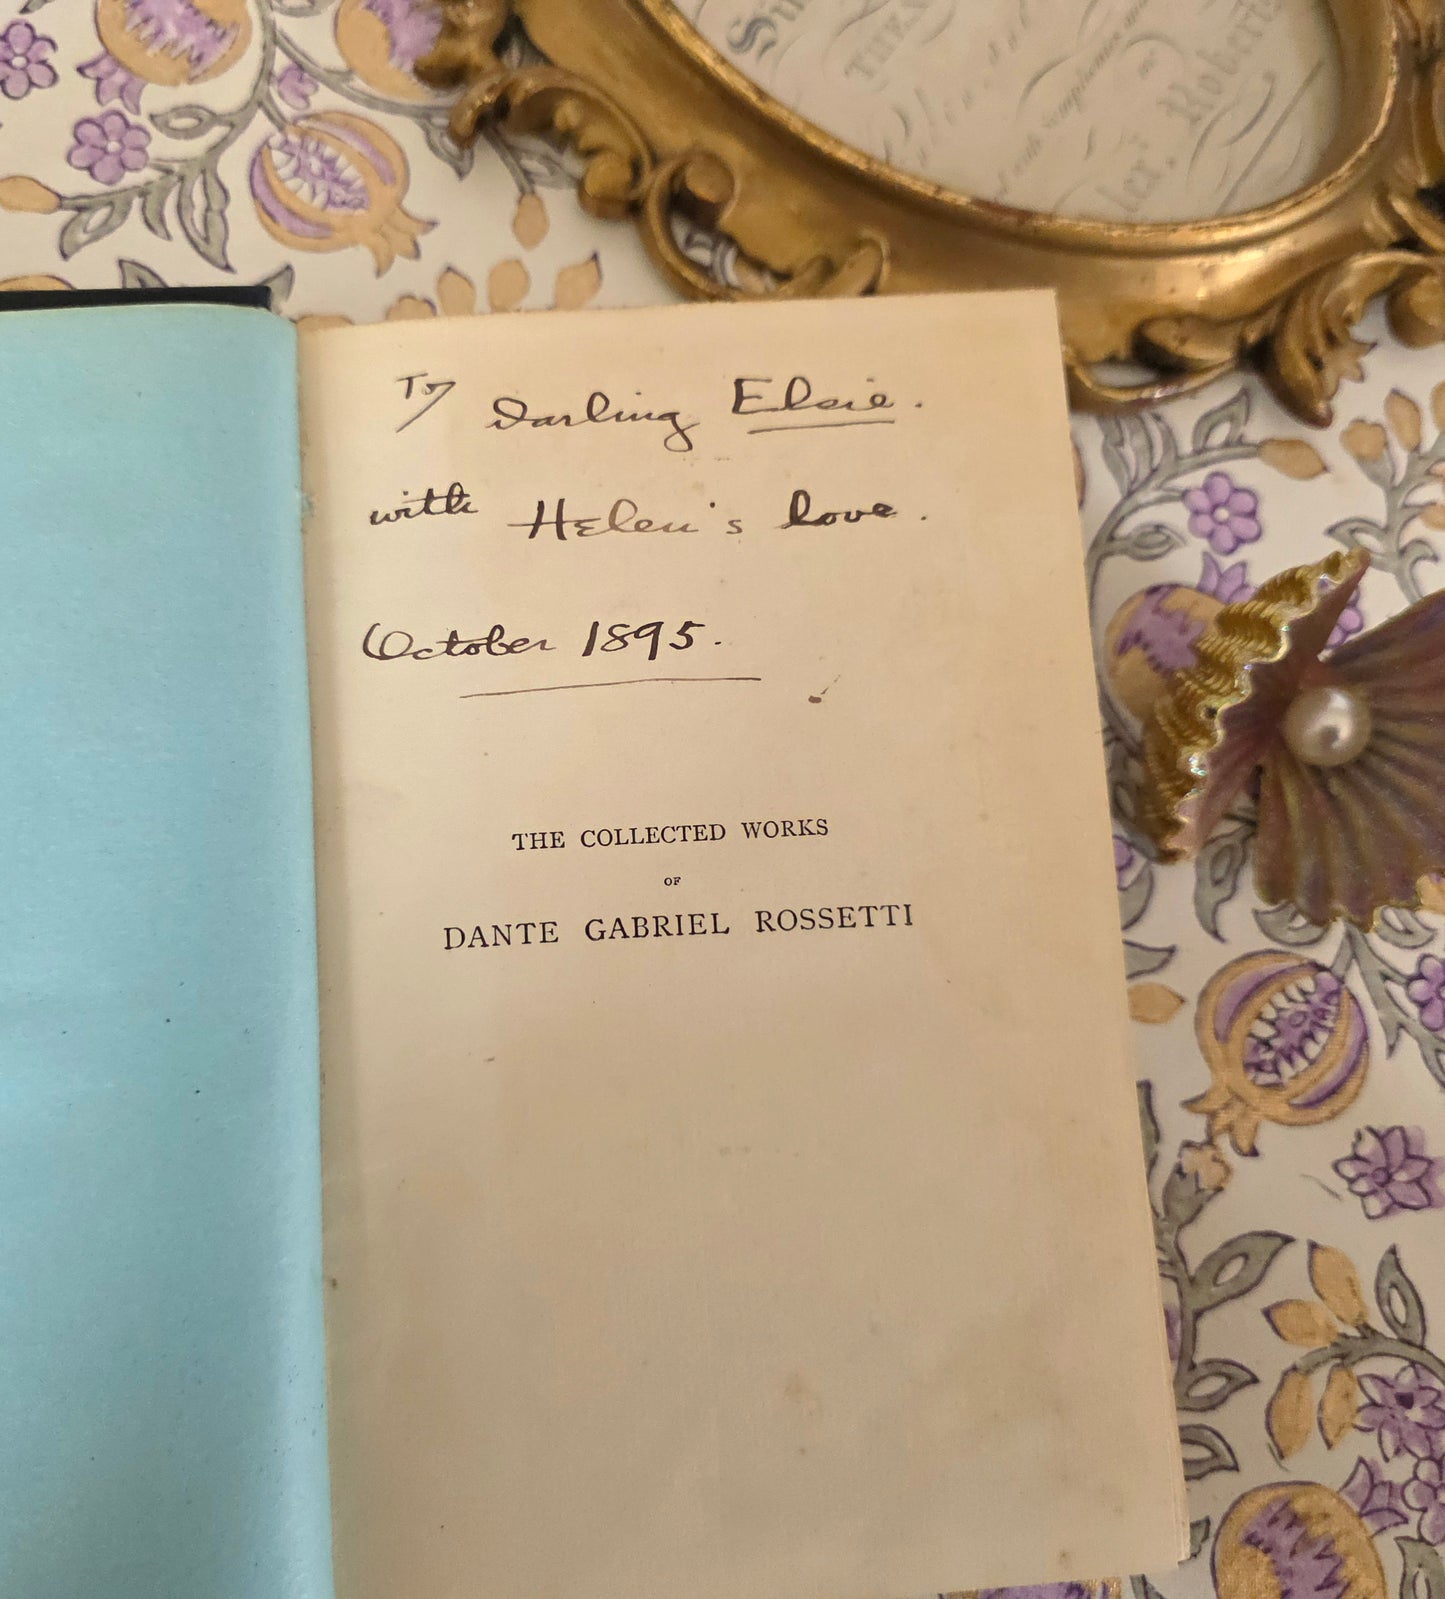 To Darling Elsie.
with Helen's love.
October 1895.
THE COLLECTED WORKS
OF
DANTE GABRIEL ROSSETTI